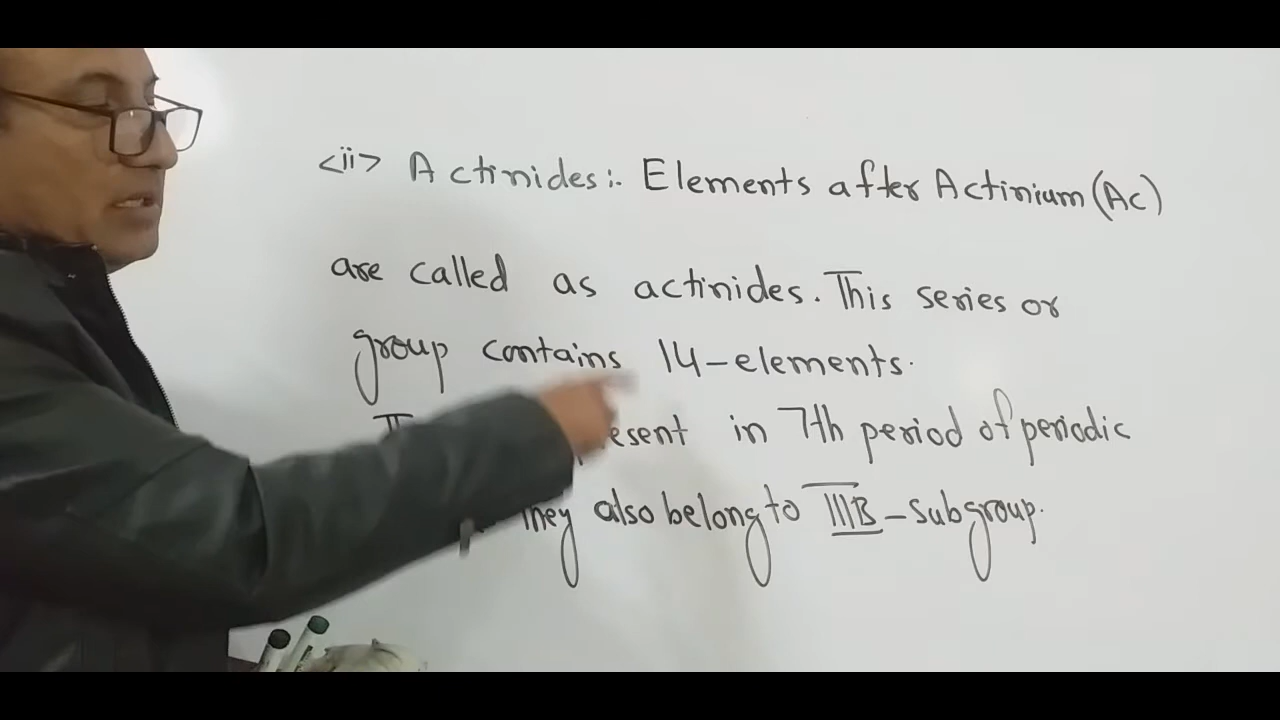 <ii> Actinides:- Elements after Actinium (Ac)
are called as actinides. This series or
group contains 14-elements.
in 7th period of periodic
They also belong to IIIB-subgroup.